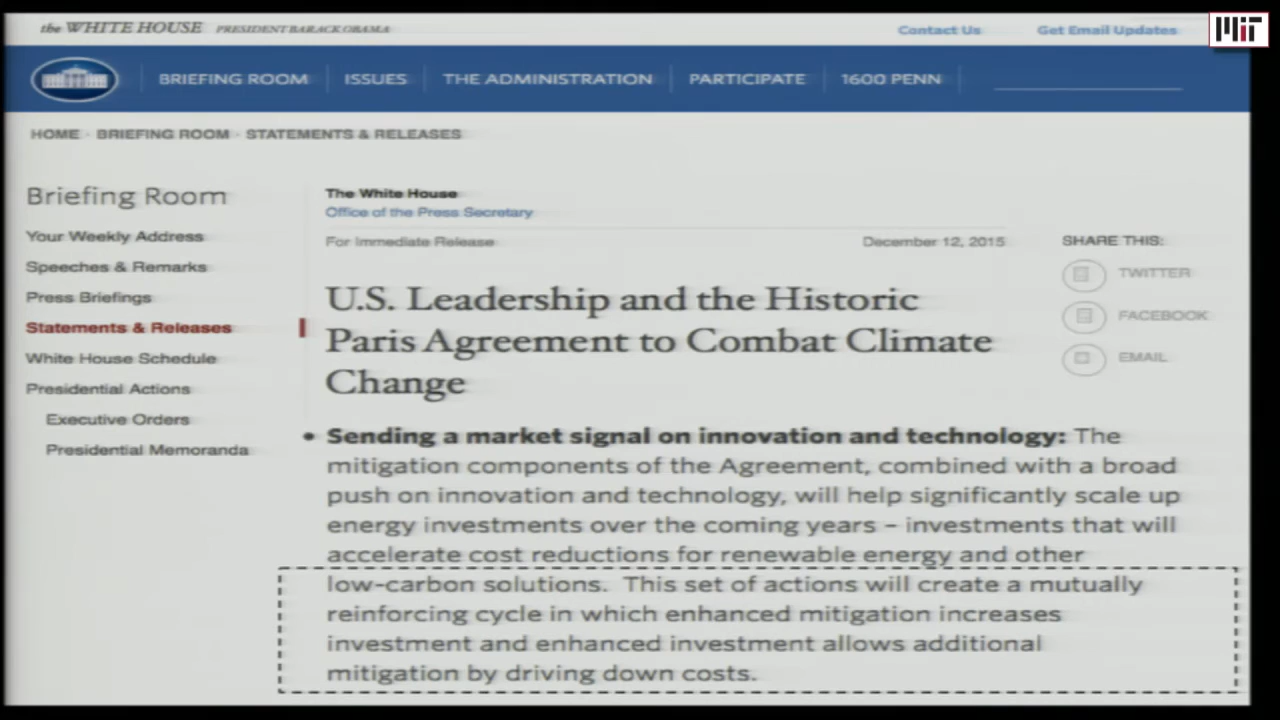 the WHITE HOUSE PRESIDENT BARACK OBAMA
Contact Us Get Email Updates
MIT
BRIEFING ROOM ISSUES THE ADMINISTRATION PARTICIPATE 1600 PENN
HOME · BRIEFING ROOM · STATEMENTS & RELEASES
Briefing Room
Your Weekly Address
Speeches & Remarks
Press Briefings
Statements & Releases
White House Schedule
Presidential Actions
Executive Orders
Presidential Memoranda
The White House
Office of the Press Secretary
For Immediate Release December 12, 2015
SHARE THIS:
TWITTER
FACEBOOK
EMAIL
U.S. Leadership and the Historic
Paris Agreement to Combat Climate
Change
• Sending a market signal on innovation and technology: The
mitigation components of the Agreement, combined with a broad
push on innovation and technology, will help significantly scale up
energy investments over the coming years – investments that will
accelerate cost reductions for renewable energy and other
low-carbon solutions. This set of actions will create a mutually
reinforcing cycle in which enhanced mitigation increases
investment and enhanced investment allows additional
mitigation by driving down costs.